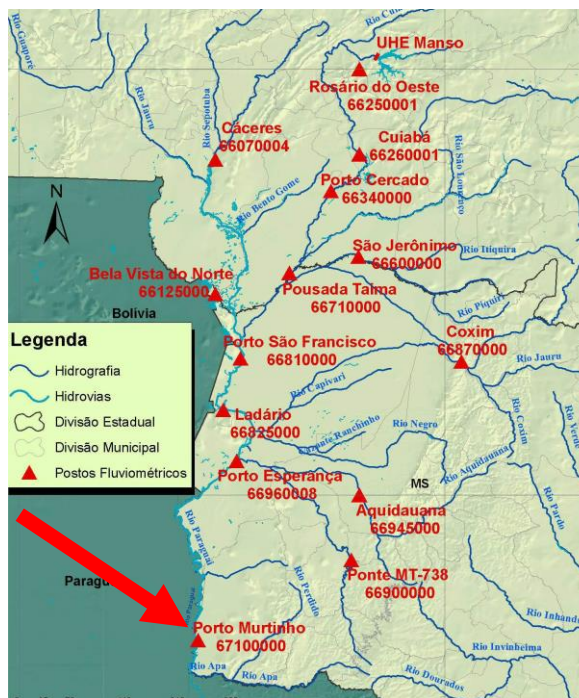 Rio Guaporé
Rio Jauru
Rio Sepotuba
UHE Manso
Rosário do Oeste
66250001
Cáceres
66070004
Cuiabá
66260001
Rio São Lourenço
Porto Cercado
66340000
Rio Bento Gome
N
São Jerônimo
66600000
Rio Itiquira
Bela Vista do Norte
66125000
Pousada Taima
66710000
Bolivia
Rio Piquiri
Coxim
66870000
Legenda
Hidrografia
Hidrovias
Divisão Estadual
Divisão Municipal
Postos Fluviométricos
Porto São Francisco
66810000
Rio Jauru
Rio Capivari
Ladário
66825000
Rio Negro
Rio Coxim
Rio Verde
Rio Aquidauana
Porto Esperança
66960008
MS
Aquidauana
66945000
Rio Pardo
Rio Paraguai
Ponte MT-738
66900000
Rio Perdido
Rio Inhand
Porto Murtinho
67100000
Rio Invinheima
Rio Apa
Rio Apa
Rio Dourados